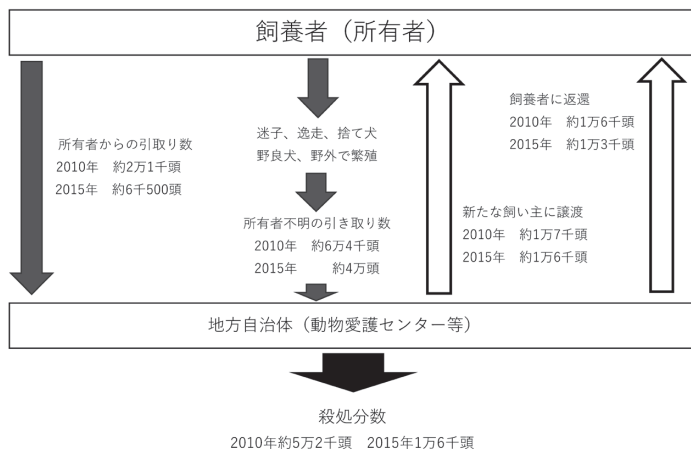 飼養者（所有者）
所有者からの引取り数
2010年　約2万1千頭
2015年　約6千500頭
迷子、逸走、捨て犬
野良犬、野外で繁殖
所有者不明の引き取り数
2010年　約6万4千頭
2015年　　　約4万頭
新たな飼い主に譲渡
2010年　約1万7千頭
2015年　約1万6千頭
飼養者に返還
2010年　約1万6千頭
2015年　約1万3千頭
地方自治体（動物愛護センター等）
殺処分数
2010年約5万2千頭　2015年1万6千頭